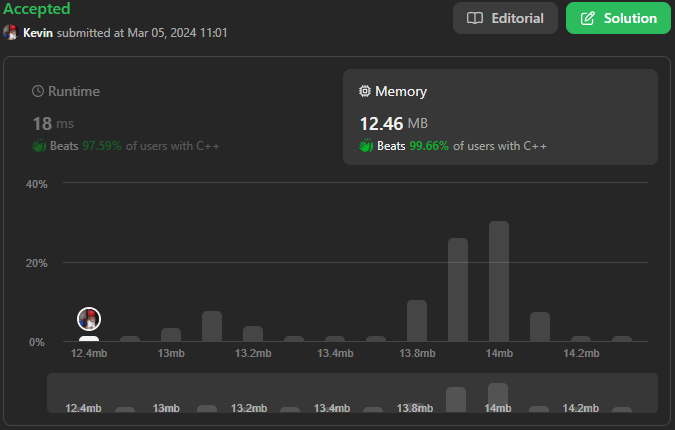 Accepted
Kevin submitted at Mar 05, 2024 11:01
Editorial
Solution
Runtime
18 ms
Beats 97.59% of users with C++
Memory
12.46 MB
Beats 99.66% of users with C++
40%
20%
0%
12.4mb 13mb 13.2mb 13.4mb 13.8mb 14mb 14.2mb
12.4mb 13mb 13.2mb 13.4mb 13.8mb 14mb 14.2mb